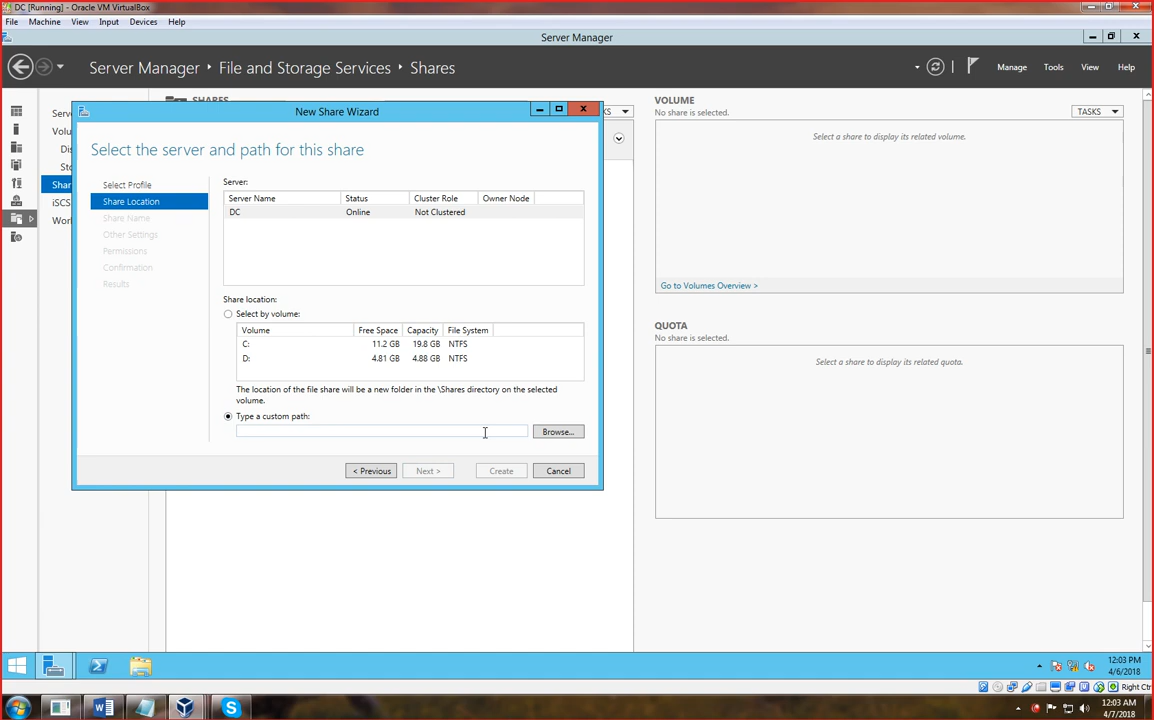 DC [Running] - Oracle VM VirtualBox
File Machine View Input Devices Help
Server Manager
Server Manager • File and Storage Services • Shares
Manage Tools View Help
SHARES
VOLUME
No share is selected.
TASKS
Select a share to display its related volume.
Go to Volumes Overview >
QUOTA
No share is selected.
Select a share to display its related quota.
New Share Wizard
Select the server and path for this share
Select Profile
Share Location
Share Name
Other Settings
Permissions
Confirmation
Results
Server:
Server Name Status Cluster Role Owner Node
DC Online Not Clustered
Share location:
Select by volume:
Volume Free Space Capacity File System
C: 11.2 GB 19.8 GB NTFS
D: 4.81 GB 4.88 GB NTFS
The location of the file share will be a new folder in the \Shares directory on the selected
volume.
Type a custom path:
Browse...
< Previous Next > Create Cancel
12:03 PM
4/6/2018
Right Ctr
12:03 AM
4/7/2018